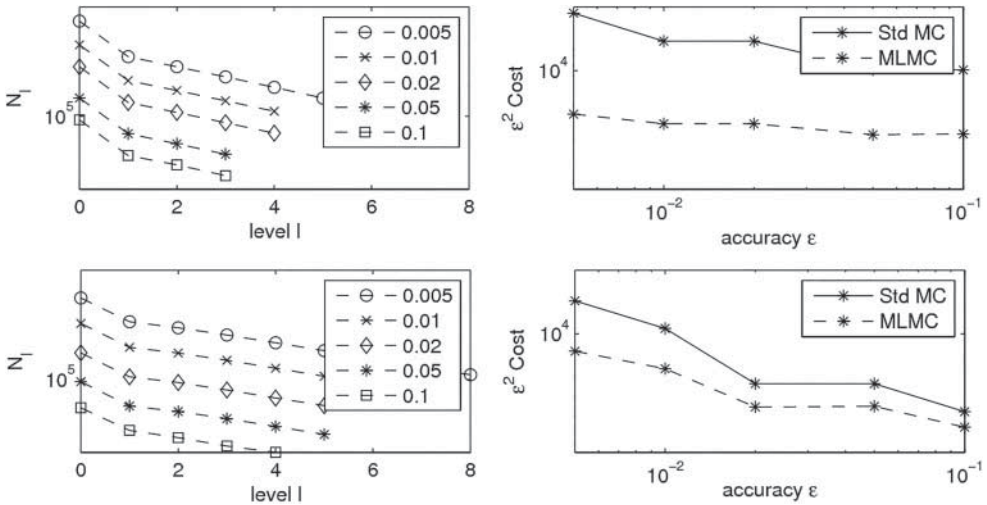 N_l
10^5
0 2 4 6 8
level l
0.005
0.01
0.02
0.05
0.1
ε^2 Cost
10^4
10^-2 10^-1
accuracy ε
Std MC
MLMC
N_l
10^5
0 2 4 6 8
level l
0.005
0.01
0.02
0.05
0.1
ε^2 Cost
10^4
10^-2 10^-1
accuracy ε
Std MC
MLMC